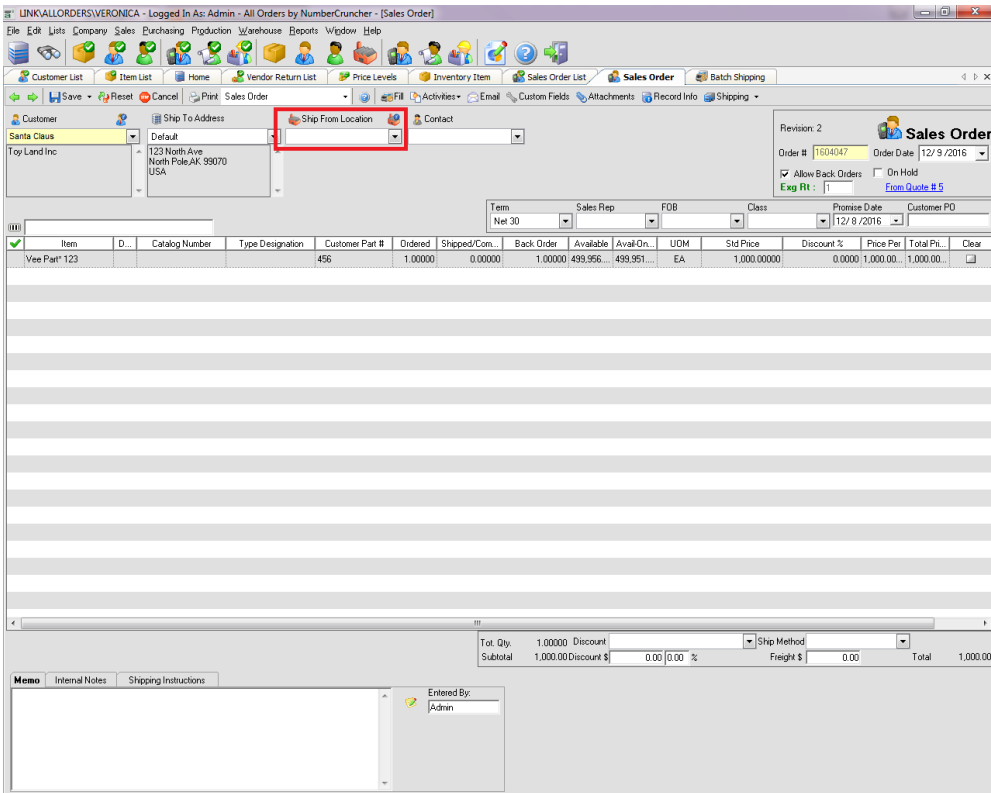 LINK\ALLORDERS\VERONICA - Logged In As: Admin - All Orders by NumberCruncher - [Sales Order]
File Edit Lists Company Sales Purchasing Production Warehouse Reports Window Help
Customer List Item List Home Vendor Return List Price Levels Inventory Item Sales Order List Sales Order Batch Shipping
Save Reset Cancel Print Sales Order Fill Activities Email Custom Fields Attachments Record Info Shipping
Customer Ship To Address Ship From Location Contact
Santa Claus Default
Toy Land Inc 123 North Ave
North Pole,AK 99070
USA
Revision: 2 Sales Order
Order # 1604047 Order Date 12/ 9 /2016
Allow Back Orders On Hold
Exg Rt : 1 From Quote # 5
Term Sales Rep FOB Class Promise Date Customer PO
Net 30 12/ 8 /2016
Item D... Catalog Number Type Designation Customer Part # Ordered Shipped/Com... Back Order Available Avail-On... UOM Std Price Discount % Price Per Total Pri... Clear
Vee Part* 123 456 1.00000 0.00000 1.00000 499,956.... 499,951.... EA 1,000.00000 0.0000 1,000.00... 1,000.00...
Tot. Qty. 1.00000 Discount Ship Method
Subtotal 1,000.00 Discount $ 0.00 0.00 % Freight $ 0.00 Total 1,000.00
Memo Internal Notes Shipping Instructions
Entered By:
Admin